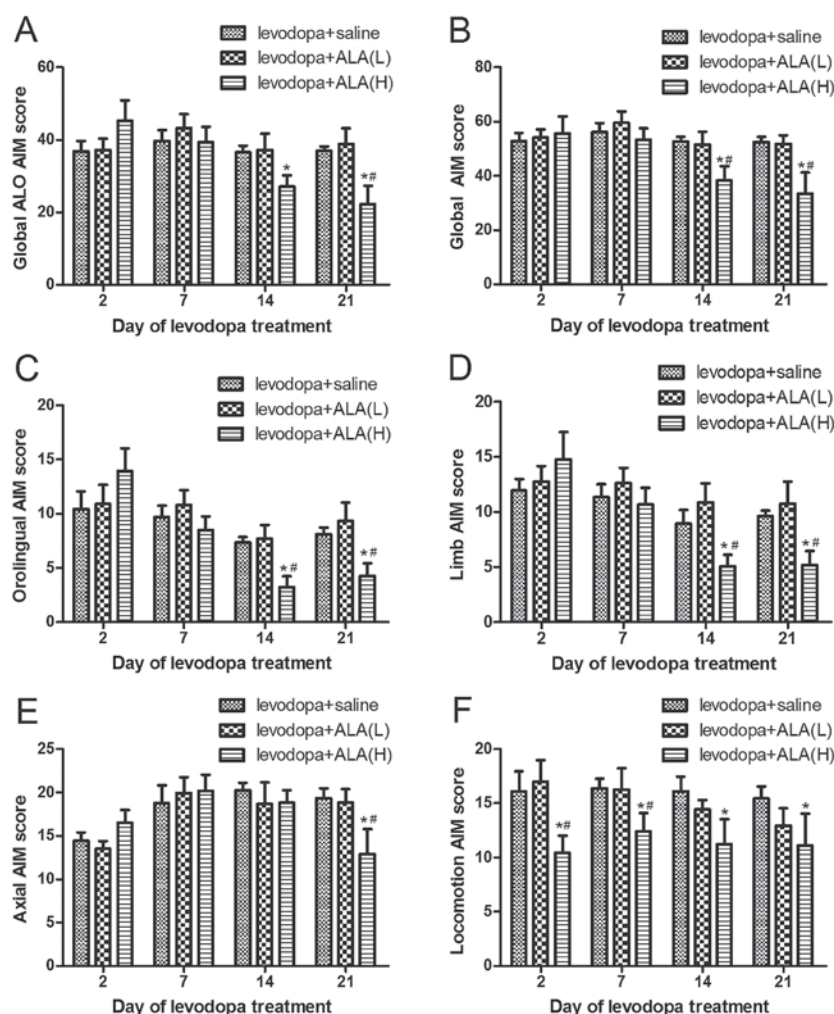 A
levodopa+saline
levodopa+ALA(L)
levodopa+ALA(H)
Global ALO AIM score
60
40
20
0
*
*#
2 7 14 21
Day of levodopa treatment
B
levodopa+saline
levodopa+ALA(L)
levodopa+ALA(H)
Global AIM score
80
60
40
20
0
*#
*#
2 7 14 21
Day of levodopa treatment
C
levodopa+saline
levodopa+ALA(L)
levodopa+ALA(H)
Orolingual AIM score
20
15
10
5
0
*#
*#
2 7 14 21
Day of levodopa treatment
D
levodopa+saline
levodopa+ALA(L)
levodopa+ALA(H)
Limb AIM score
20
15
10
5
0
*#
*#
2 7 14 21
Day of levodopa treatment
E
levodopa+saline
levodopa+ALA(L)
levodopa+ALA(H)
Axial AIM score
25
20
15
10
5
0
*#
2 7 14 21
Day of levodopa treatment
F
levodopa+saline
levodopa+ALA(L)
levodopa+ALA(H)
Locomotion AIM score
20
15
10
5
0
*#
*#
*
*
2 7 14 21
Day of levodopa treatment